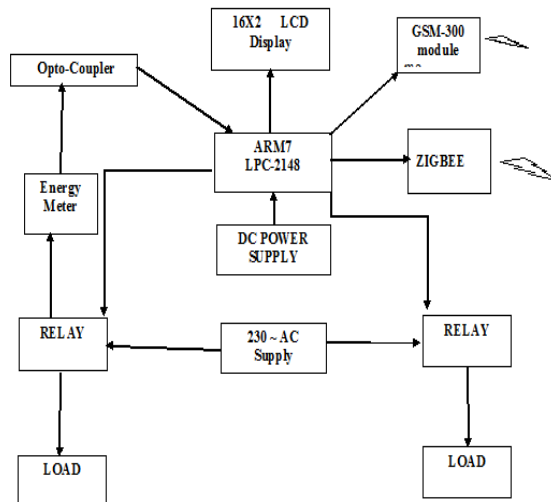 16X2 LCD
Display
GSM-300
module
Opto-Coupler
ARM7
LPC-2148
ZIGBEE
Energy
Meter
DC POWER
SUPPLY
RELAY
230 ~ AC
Supply
RELAY
LOAD
LOAD